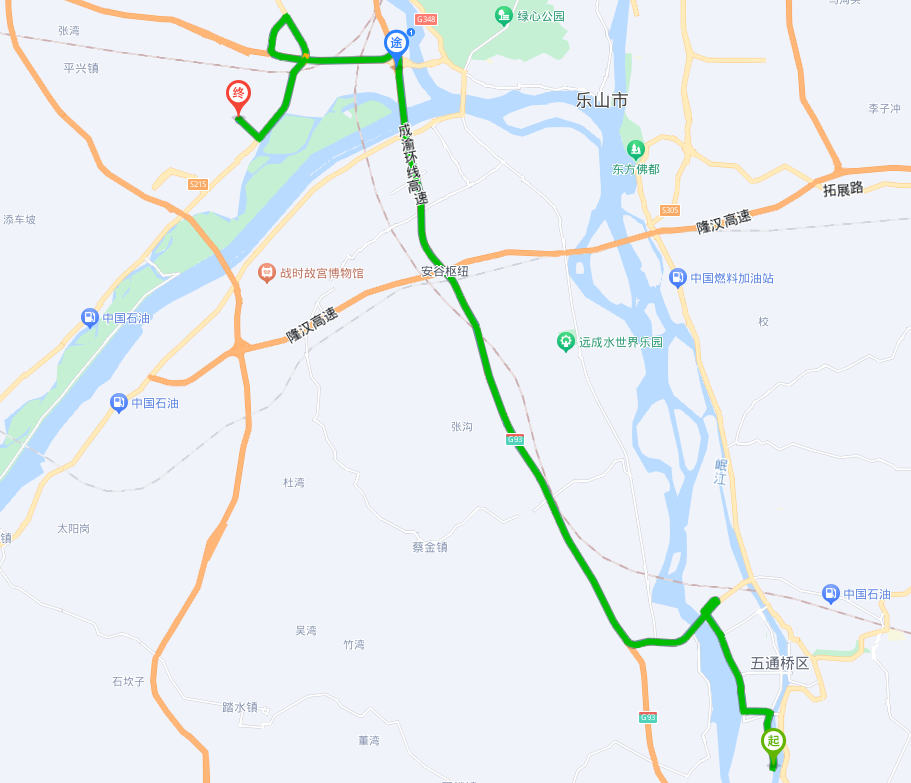 马高关
G348
绿心公园
张湾
途
1
平兴镇
终
乐山市
李子冲
成渝环线高速
东方佛都
S215
拓展路
S305
添车坡
隆汉高速
安谷枢纽
战时故宫博物馆
中国燃料加油站
中国石油
隆汉高速
校
远成水世界乐园
中国石油
张沟
G93
岷江
杜湾
太阳岗
镇
蔡金镇
中国石油
吴湾
竹湾
五通桥区
石坎子
踏水镇
G93
董湾
起